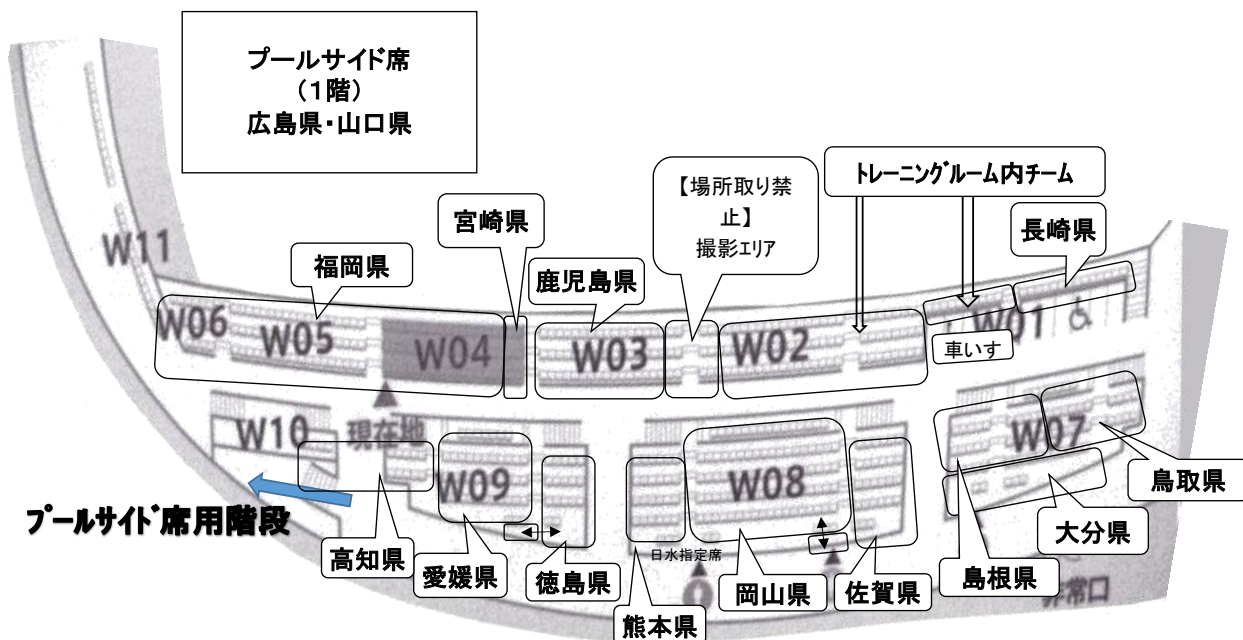 プールサイド席
(1階)
広島県・山口県
トレーニングルーム内チーム
【場所取り禁
止】
撮影エリア
宮崎県
長崎県
福岡県
鹿児島県
W11
W06
W05
W04
W03
W02
W01
車いす
現在地
W10
W09
W08
W07
プールサイド席用階段
鳥取県
大分県
高知県
愛媛県
徳島県
日水指定席
岡山県
佐賀県
島根県
熊本県
非常口